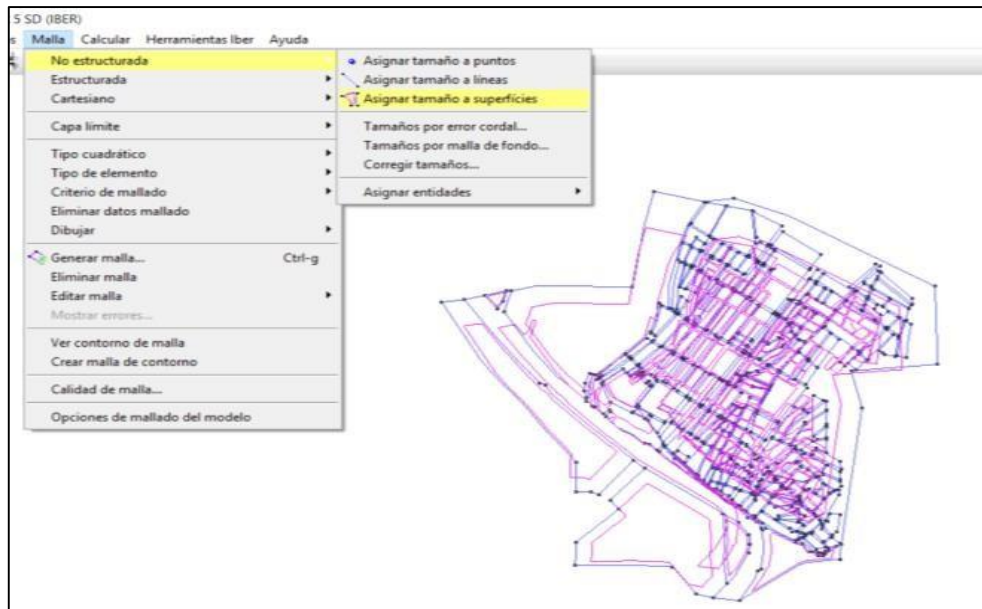 5 SD (IBER)
s Malla Calcular Herramientas Iber Ayuda
No estructurada
Estructurada
Cartesiano
Capa límite
Tipo cuadrático
Tipo de elemento
Criterio de mallado
Eliminar datos mallado
Dibujar
Generar malla... Ctrl-g
Eliminar malla
Editar malla
Mostrar errores...
Ver contorno de malla
Crear malla de contorno
Calidad de malla...
Opciones de mallado del modelo
Asignar tamaño a puntos
Asignar tamaño a líneas
Asignar tamaño a superfícies
Tamaños por error cordal...
Tamaños por malla de fondo...
Corregir tamaños...
Asignar entidades